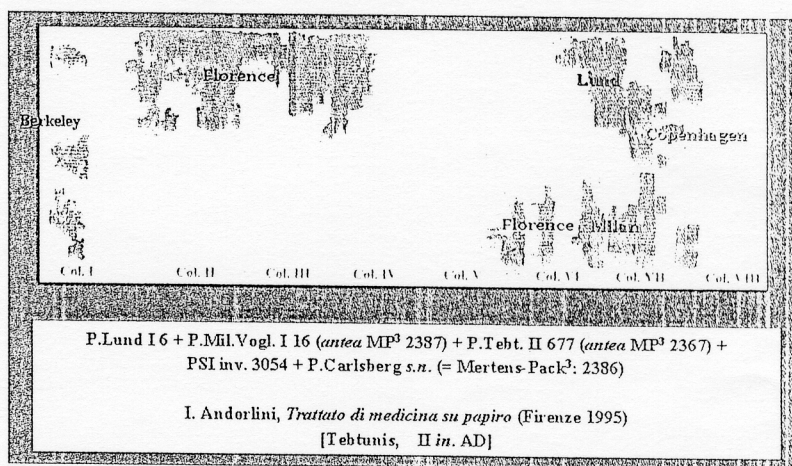 Florence
Lund
Berkeley
Copenhagen
Florence
Milan
Col. I
Col. II
Col. III
Col. IV
Col. V
Col. VI
Col. VII
Col. VIII
P.Lund I 6 + P.Mil.Vogl. I 16 (antea MP³ 2387) + P.Tebt. II 677 (antea MP³ 2367) +
PSI inv. 3054 + P.Carlsberg s.n. (= Mertens-Pack³: 2386)
I. Andorlini, Trattato di medicina su papiro (Firenze 1995)
[Tebtunis, II in. AD]